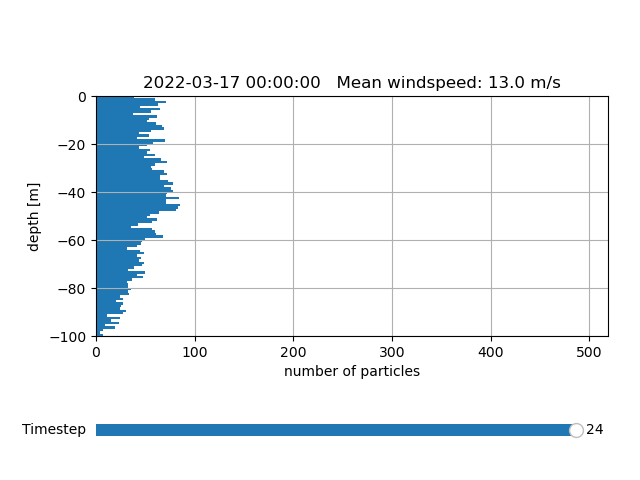 2022-03-17 00:00:00   Mean windspeed: 13.0 m/s
depth [m]
0
−20
−40
−60
−80
−100
0 100 200 300 400 500
number of particles
Timestep 24